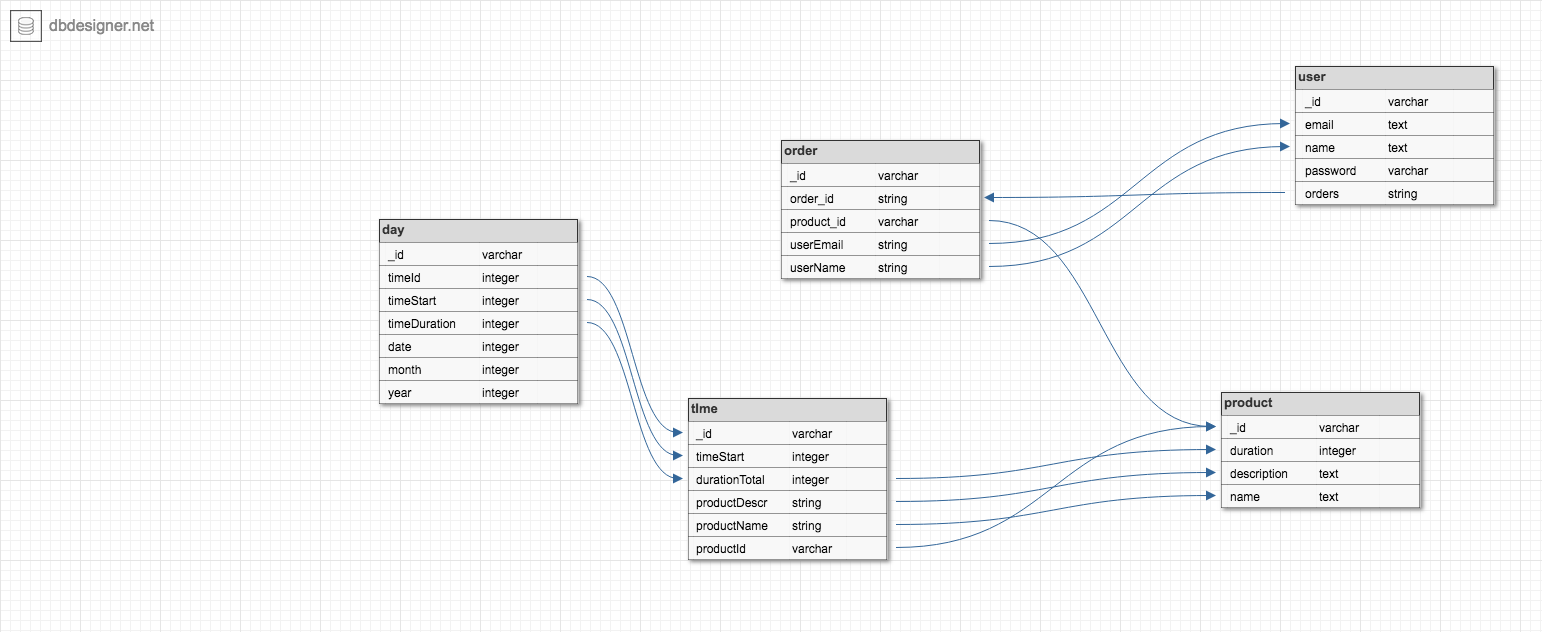 dbdesigner.net
user
_id varchar
email text
name text
password varchar
orders string
order
_id varchar
order_id string
product_id varchar
userEmail string
userName string
day
_id varchar
timeId integer
timeStart integer
timeDuration integer
date integer
month integer
year integer
tIme
_id varchar
timeStart integer
durationTotal integer
productDescr string
productName string
productId varchar
product
_id varchar
duration integer
description text
name text